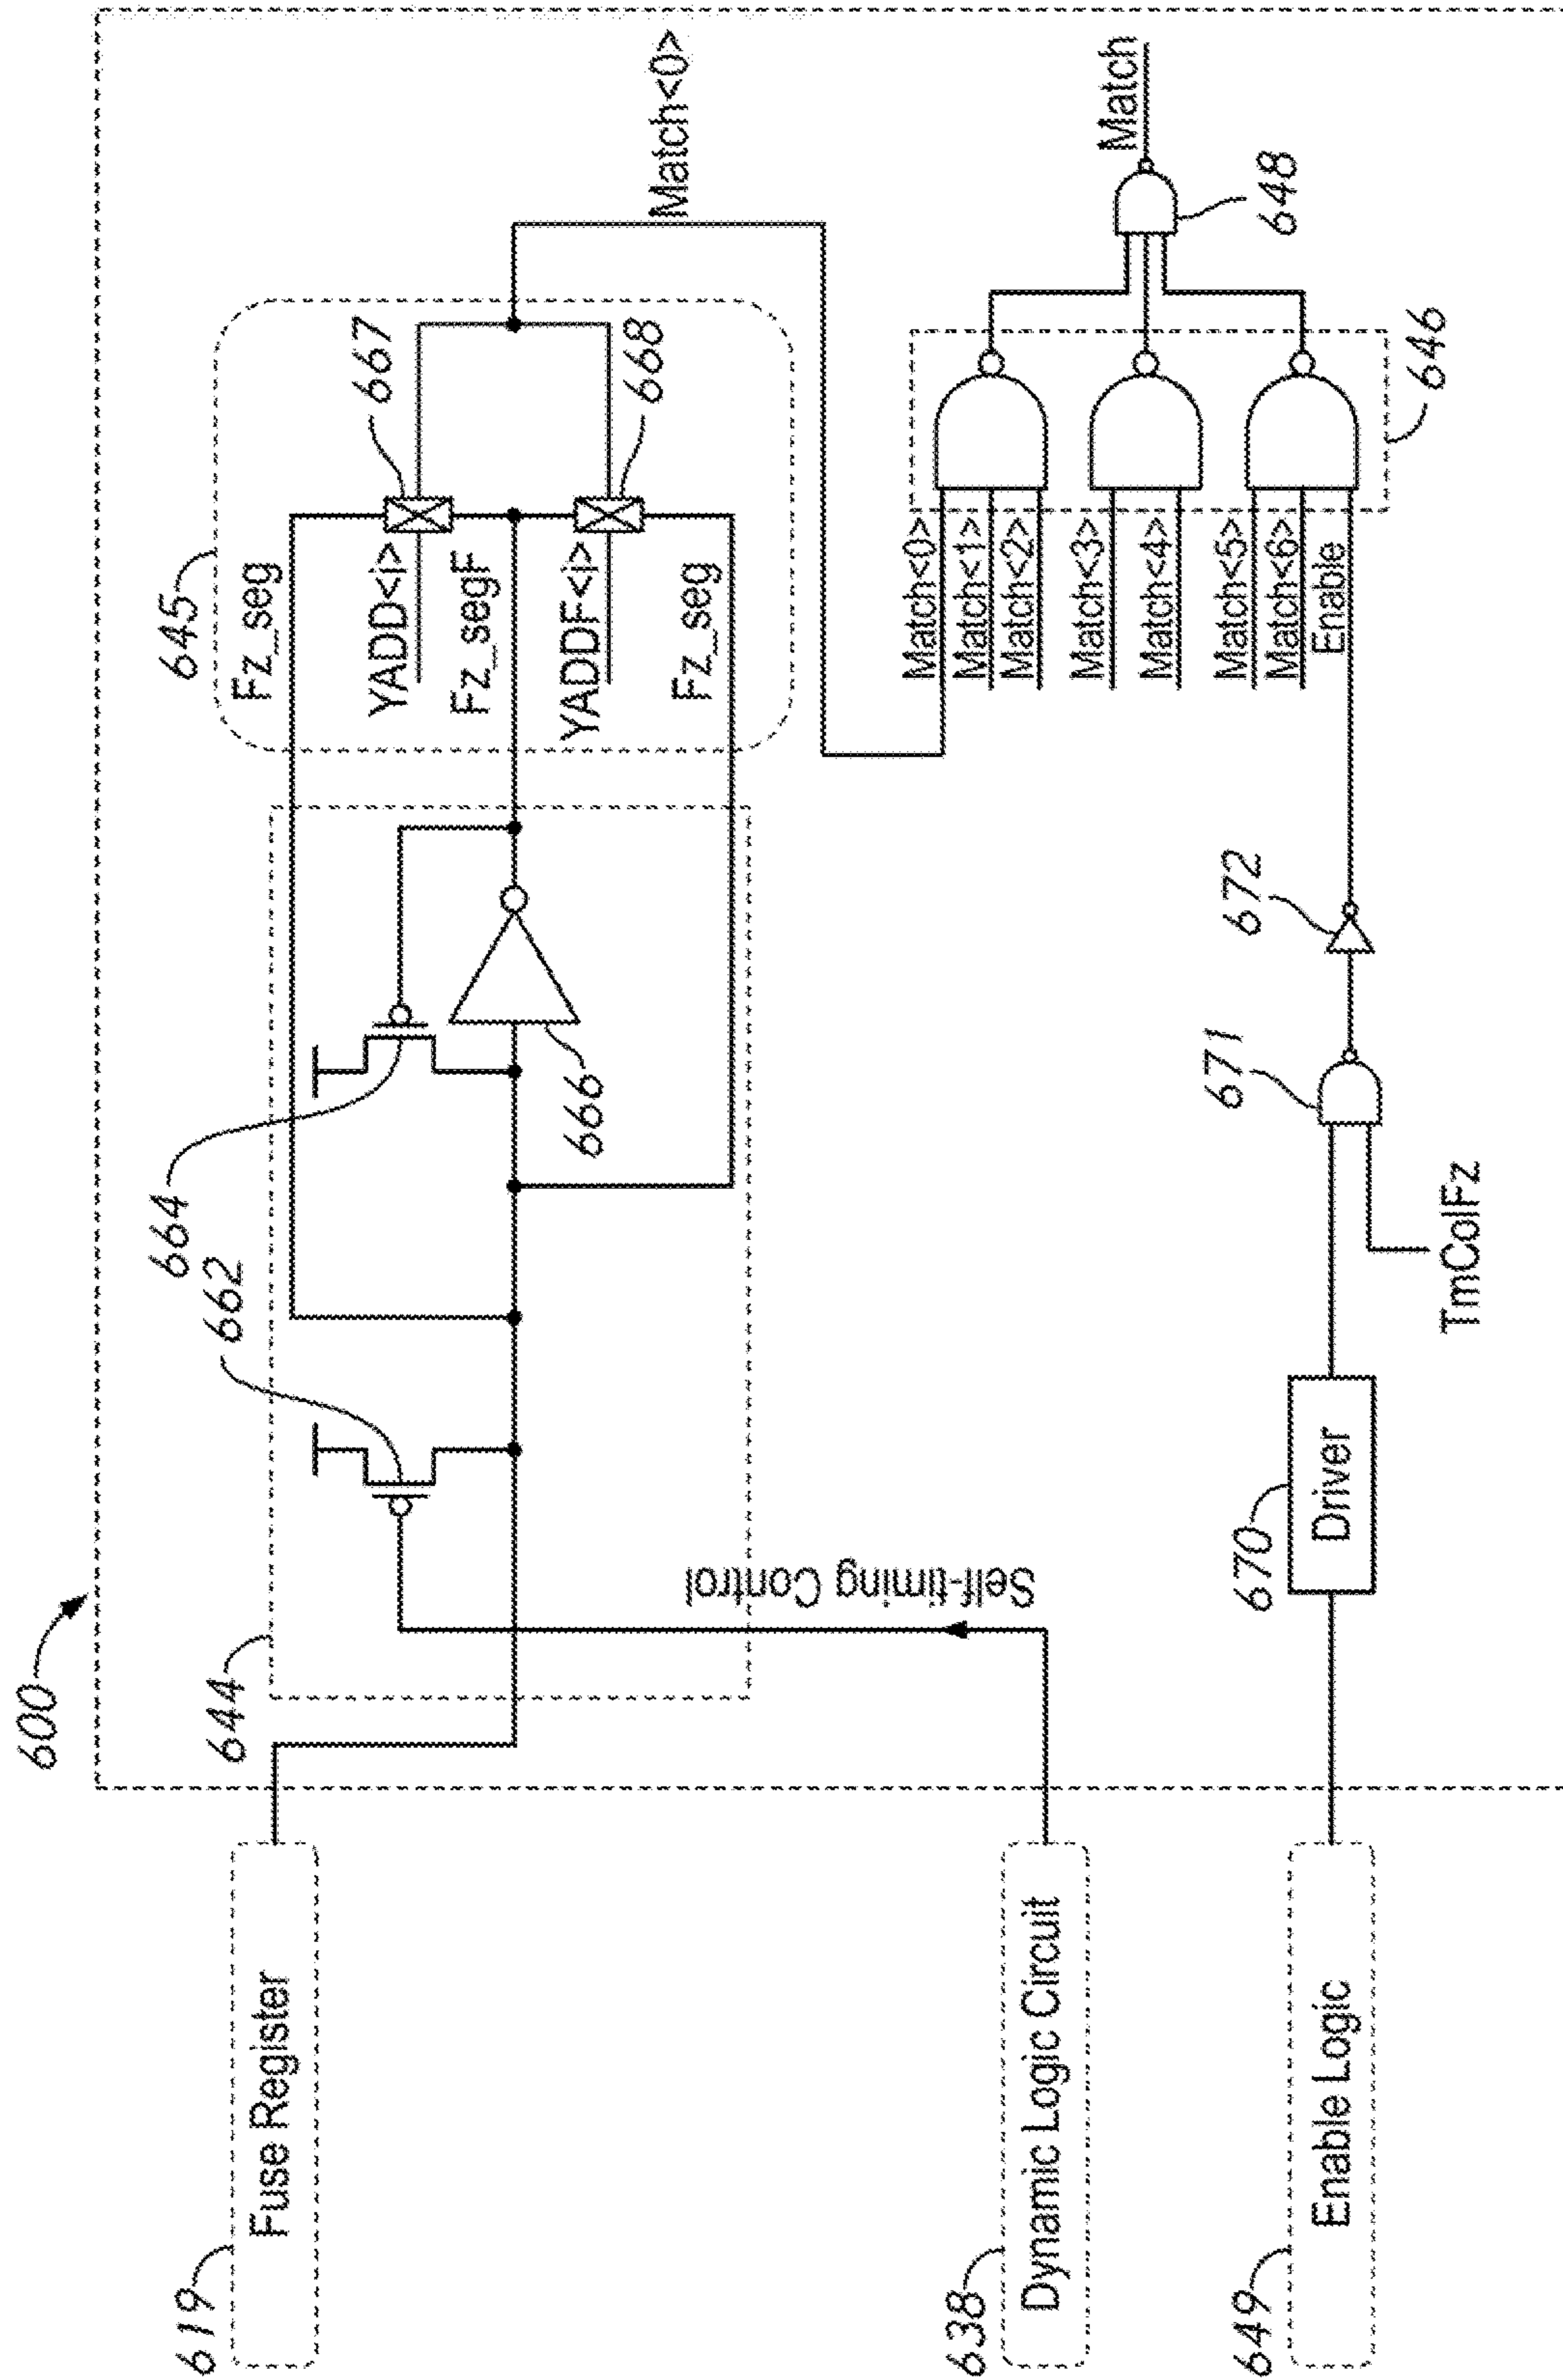 600
619
Fuse Register
644
662
664
666
645
Fz_seg
YADD<i>
667
Fz_segF
YADDF<i>
668
Fz_seg
Match<0>
638
Dynamic Logic Circuit
Self-timing Control
Match<0>
Match<1>
Match<2>
Match<3>
Match<4>
Match<5>
Match<6>
Enable
646
648
Match
649
Enable Logic
670
Driver
671
TmColFz
672